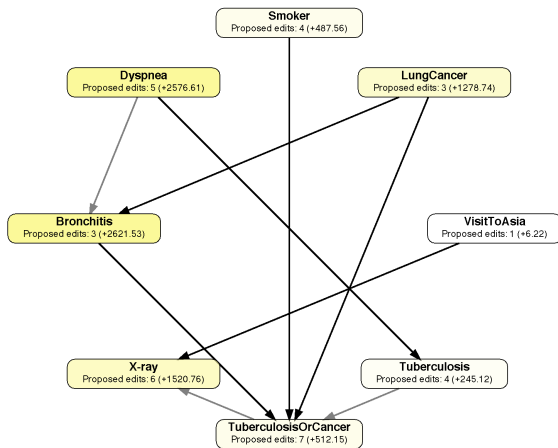 Smoker
Proposed edits: 4 (+487.56)
Dyspnea
Proposed edits: 5 (+2576.61)
LungCancer
Proposed edits: 3 (+1278.74)
Bronchitis
Proposed edits: 3 (+2621.53)
VisitToAsia
Proposed edits: 1 (+6.22)
X-ray
Proposed edits: 6 (+1520.76)
Tuberculosis
Proposed edits: 4 (+245.12)
TuberculosisOrCancer
Proposed edits: 7 (+512.15)